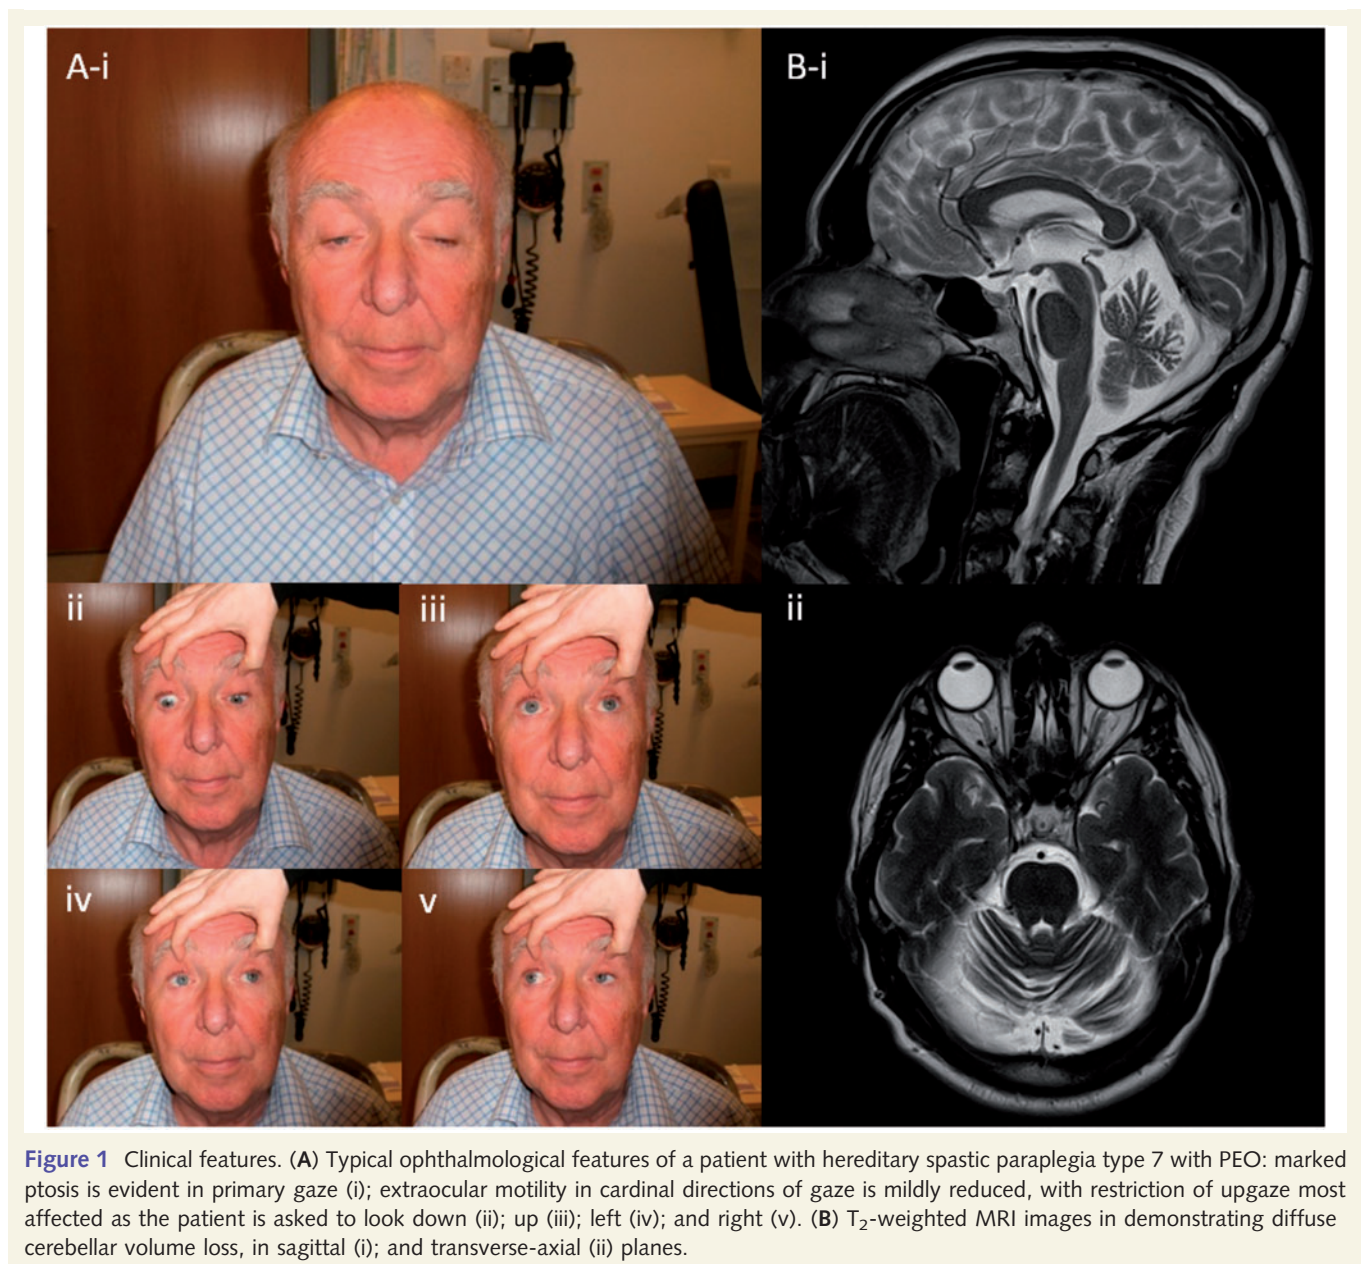 A-i
B-i
ii
iii
ii
iv
v
Figure 1 Clinical features. (A) Typical ophthalmological features of a patient with hereditary spastic paraplegia type 7 with PEO: marked
ptosis is evident in primary gaze (i); extraocular motility in cardinal directions of gaze is mildly reduced, with restriction of upgaze most
affected as the patient is asked to look down (ii); up (iii); left (iv); and right (v). (B) T₂-weighted MRI images in demonstrating diffuse
cerebellar volume loss, in sagittal (i); and transverse-axial (ii) planes.